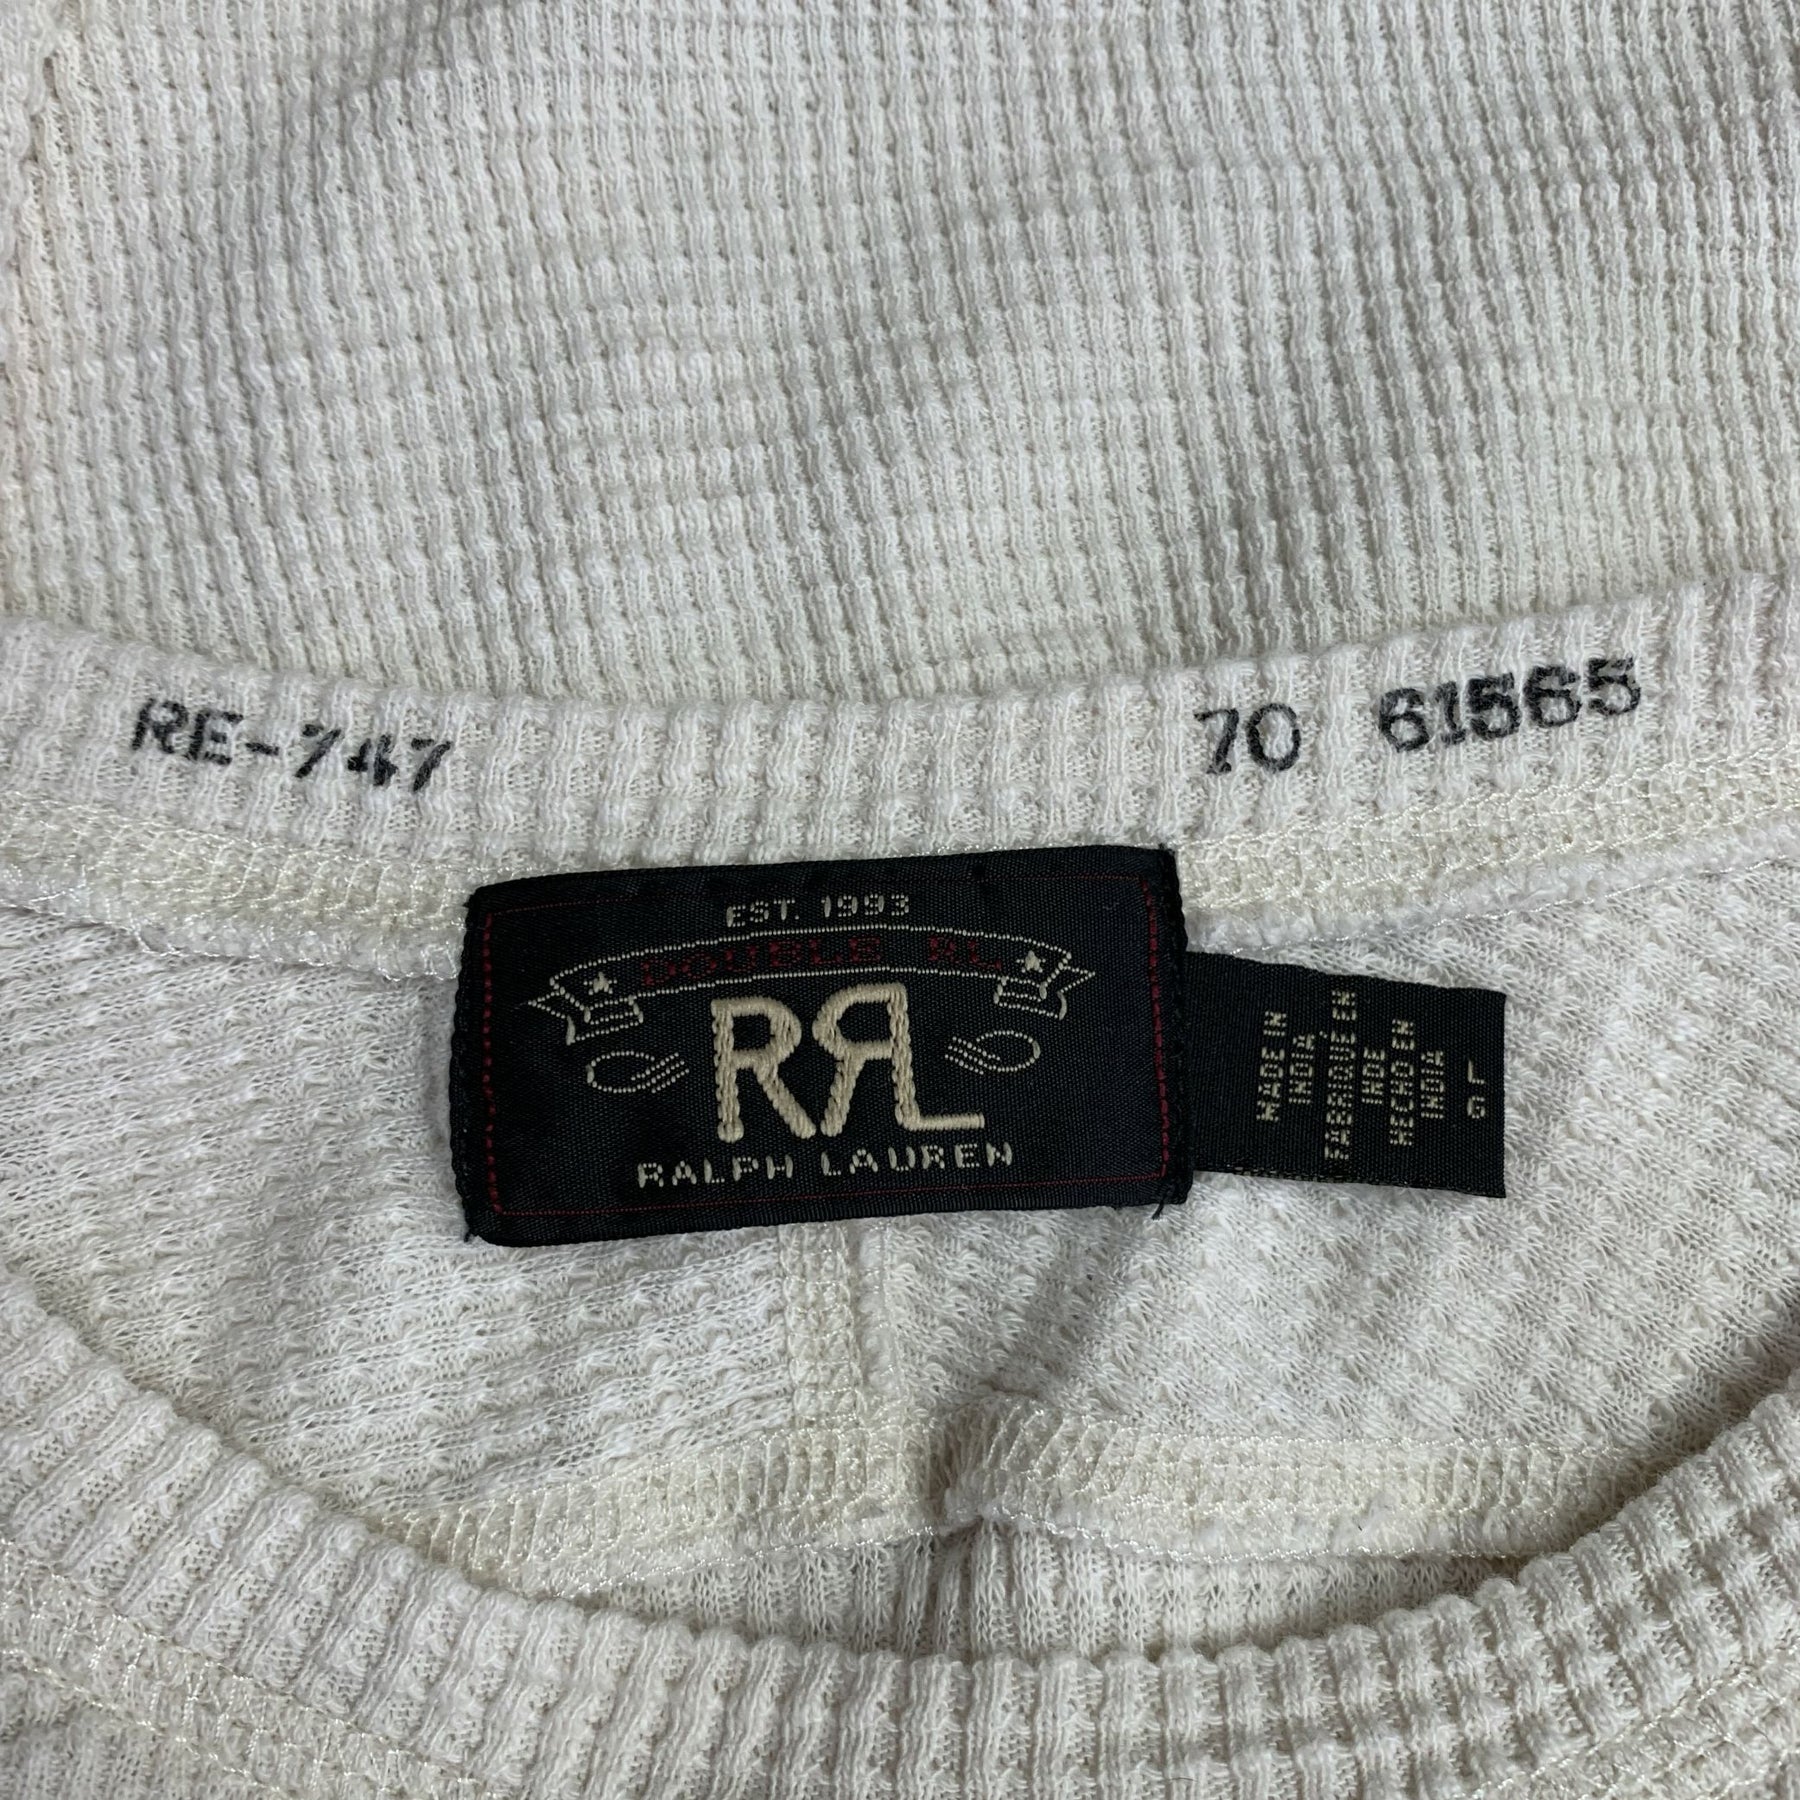 RE-747
70 61565
EST. 1993
DOUBLE RL
RRL
RALPH LAUREN
MADE IN
INDIA
FABRIQUÉ EN
INDE
HECHO EN
INDIA
L
G